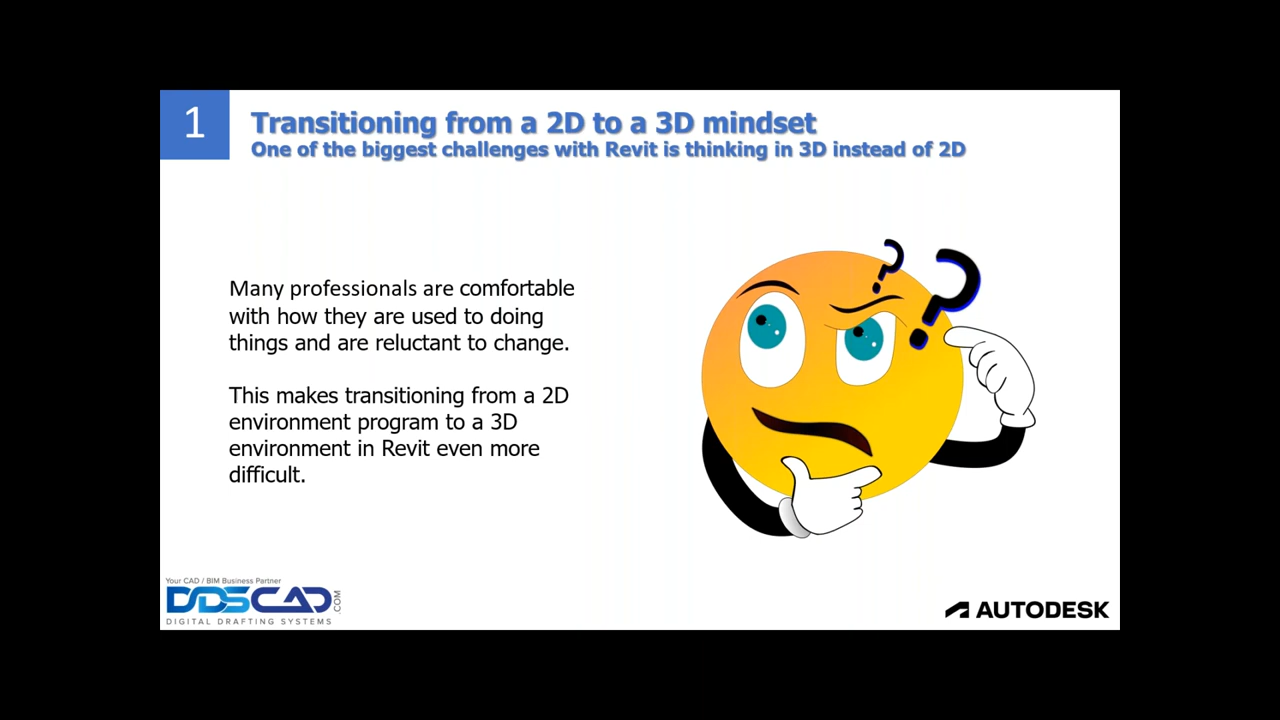 1
Transitioning from a 2D to a 3D mindset
One of the biggest challenges with Revit is thinking in 3D instead of 2D
Many professionals are comfortable
with how they are used to doing
things and are reluctant to change.
This makes transitioning from a 2D
environment program to a 3D
environment in Revit even more
difficult.
? ?
Your CAD / BIM Business Partner
DDSCAD.COM
DIGITAL DRAFTING SYSTEMS
AUTODESK